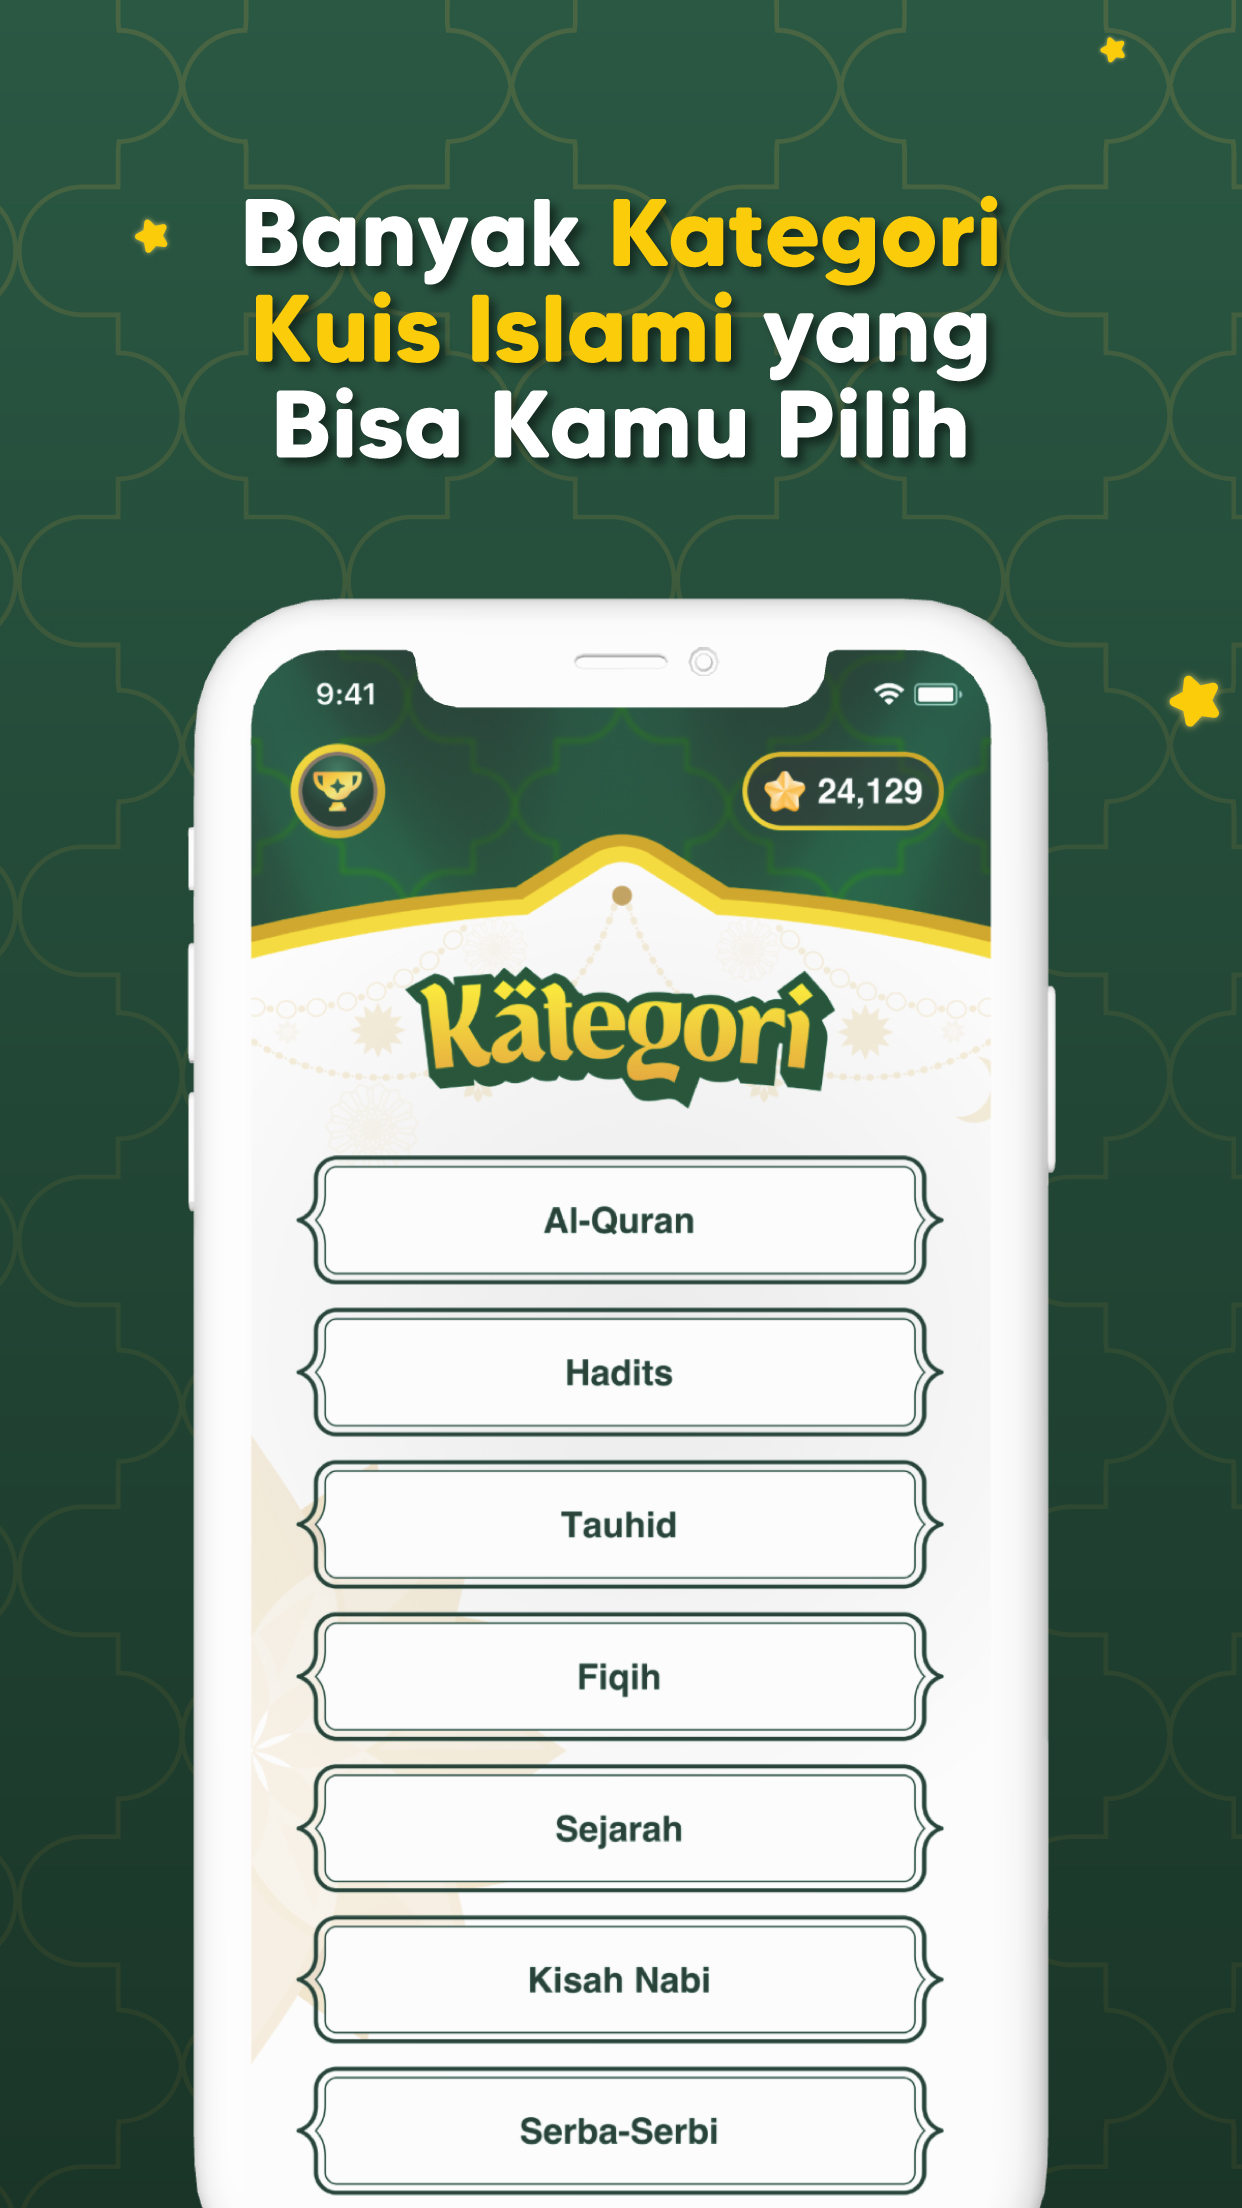 Banyak Kategori
Kuis Islami yang
Bisa Kamu Pilih
9:41
24,129
Kätegori
Al-Quran
Hadits
Tauhid
Fiqih
Sejarah
Kisah Nabi
Serba-Serbi